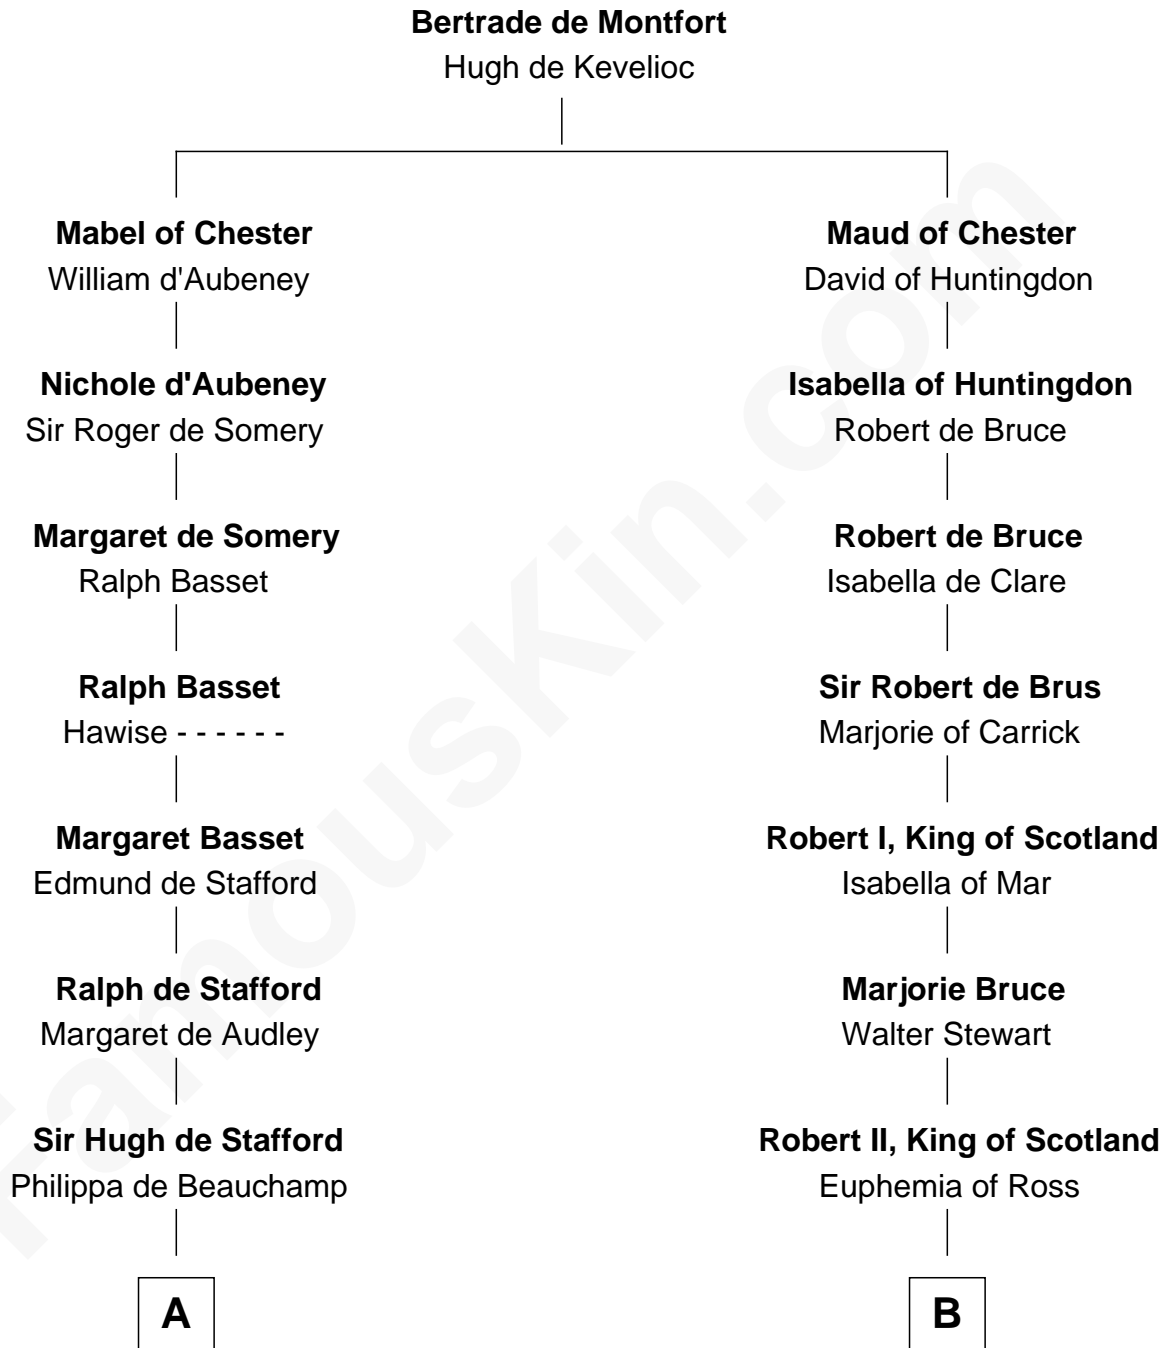 Bertrade de Montfort
Hugh de Kevelioc
Mabel of Chester
William d'Aubeney
Maud of Chester
David of Huntingdon
Nichole d'Aubeney
Sir Roger de Somery
Isabella of Huntingdon
Robert de Bruce
Margaret de Somery
Ralph Basset
Robert de Bruce
Isabella de Clare
Ralph Basset
Hawise - - - - - -
Sir Robert de Brus
Marjorie of Carrick
Margaret Basset
Edmund de Stafford
Robert I, King of Scotland
Isabella of Mar
Ralph de Stafford
Margaret de Audley
Marjorie Bruce
Walter Stewart
Sir Hugh de Stafford
Philippa de Beauchamp
Robert II, King of Scotland
Euphemia of Ross
A
B
FamousKin.com